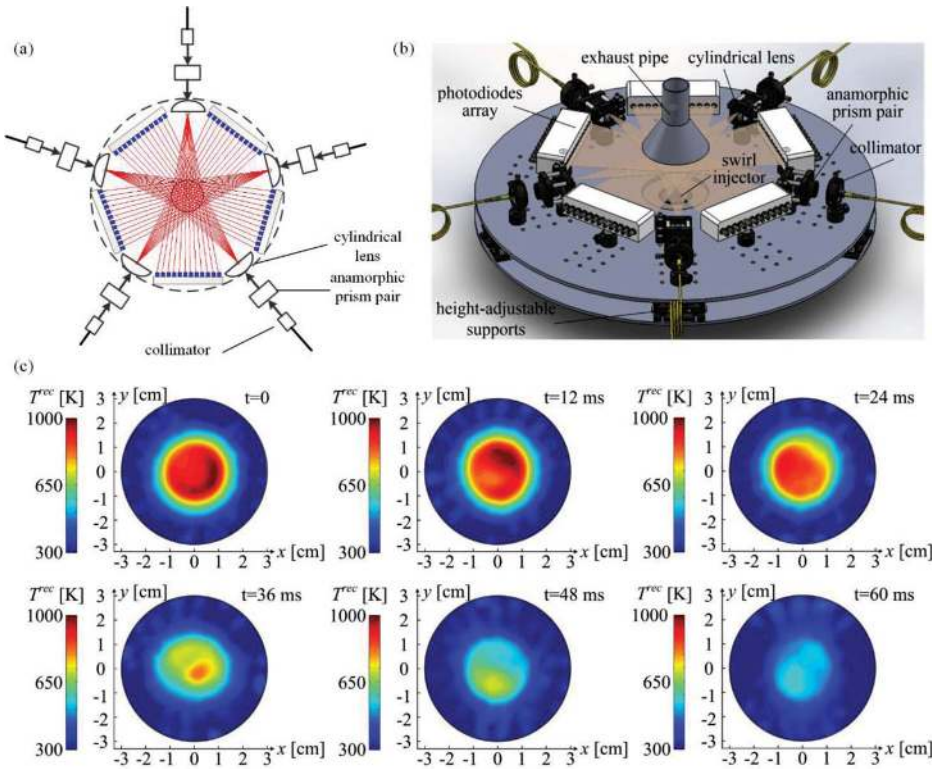 (a)
cylindrical
lens
anamorphic
prism pair
collimator
(b)
exhaust pipe
cylindrical lens
photodiodes
array
anamorphic
prism pair
collimator
swirl
injector
height-adjustable
supports
(c)
T^rec [K]
y [cm]
t=0
1000
650
300
3
2
1
0
-1
-2
-3
-3 -2 -1 0 1 2 3
x [cm]
T^rec [K]
y [cm]
t=12 ms
1000
650
300
3
2
1
0
-1
-2
-3
-3 -2 -1 0 1 2 3
x [cm]
T^rec [K]
y [cm]
t=24 ms
1000
650
300
3
2
1
0
-1
-2
-3
-3 -2 -1 0 1 2 3
x [cm]
T^rec [K]
y [cm]
t=36 ms
1000
650
300
3
2
1
0
-1
-2
-3
-3 -2 -1 0 1 2 3
x [cm]
T^rec [K]
y [cm]
t=48 ms
1000
650
300
3
2
1
0
-1
-2
-3
-3 -2 -1 0 1 2 3
x [cm]
T^rec [K]
y [cm]
t=60 ms
1000
650
300
3
2
1
0
-1
-2
-3
-3 -2 -1 0 1 2 3
x [cm]